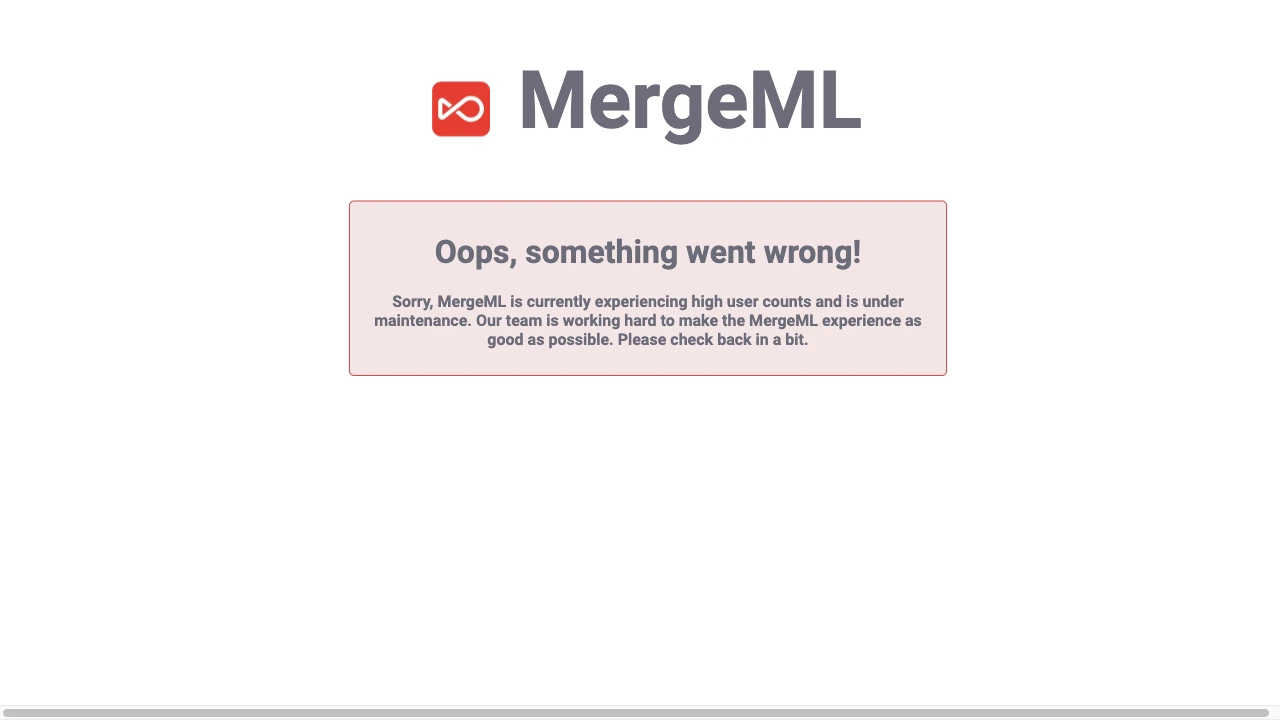 MergeML
Oops, something went wrong!
Sorry, MergeML is currently experiencing high user counts and is under
maintenance. Our team is working hard to make the MergeML experience as
good as possible. Please check back in a bit.